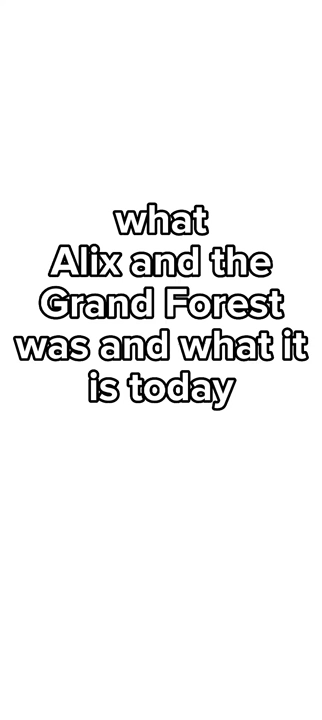 what
Alix and the
Grand Forest
was and what it
is today